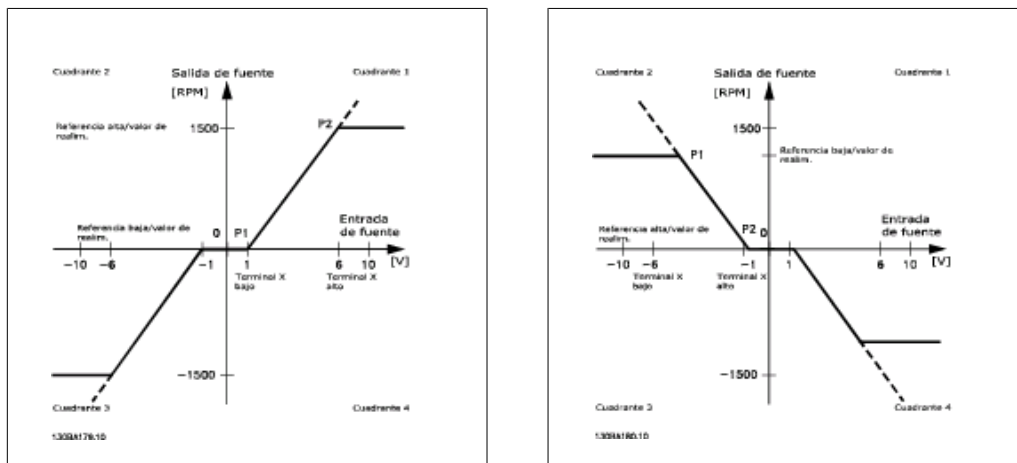 Cuadrante 2
Salida de fuente
Cuadrante 1
[RPM]
Referencia alta/valor de
realim.
1500
P2
Entrada
de fuente
Referencia baja/valor de
realim.
0
P1
[V]
-10
-6
-1
1
6
10
Terminal X
bajo
Terminal X
alto
-1500
Cuadrante 3
Cuadrante 4
130BA179.10
Cuadrante 2
Salida de fuente
Cuadrante 1
[RPM]
1500
P1
Referencia baja/valor de
realim.
Entrada
de fuente
Referencia alta/valor de
realim.
P2
0
[V]
-10
-6
-1
1
6
10
Terminal X
bajo
Terminal X
alto
-1500
Cuadrante 3
Cuadrante 4
130BA180.10